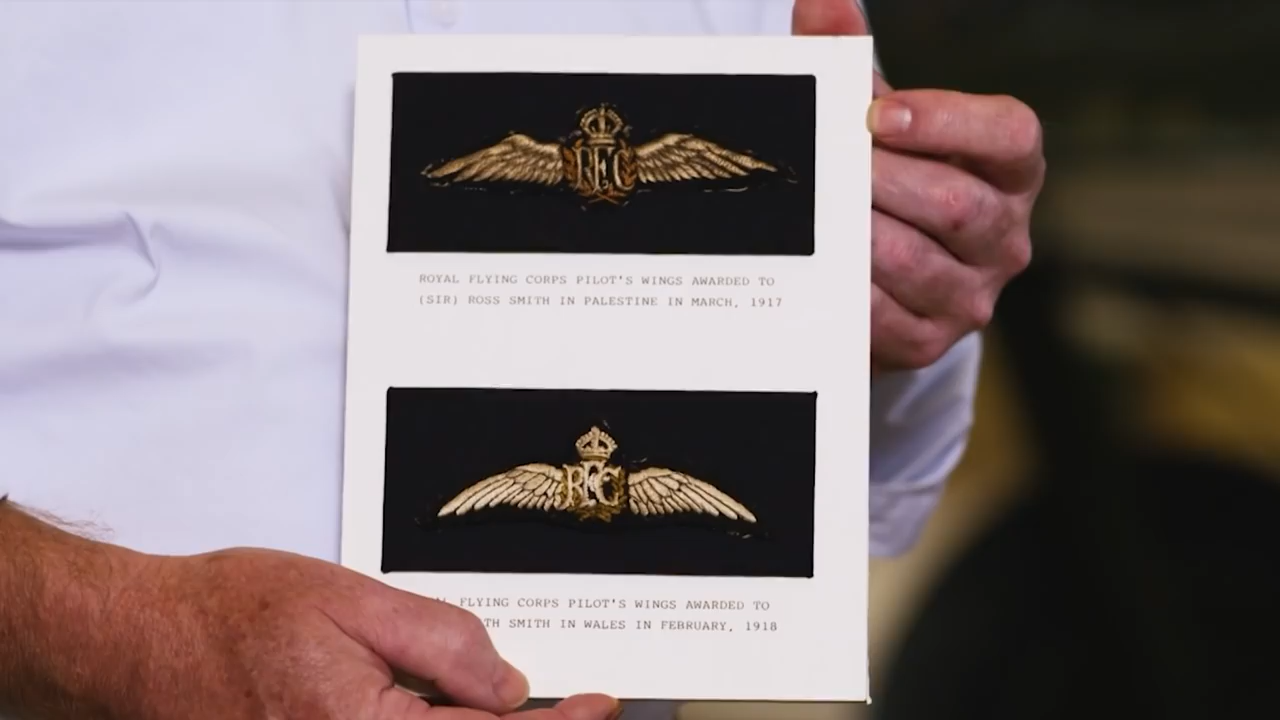 RFC
ROYAL FLYING CORPS PILOT'S WINGS AWARDED TO
(SIR) ROSS SMITH IN PALESTINE IN MARCH, 1917
RFC
FLYING CORPS PILOT'S WINGS AWARDED TO
SMITH IN WALES IN FEBRUARY, 1918